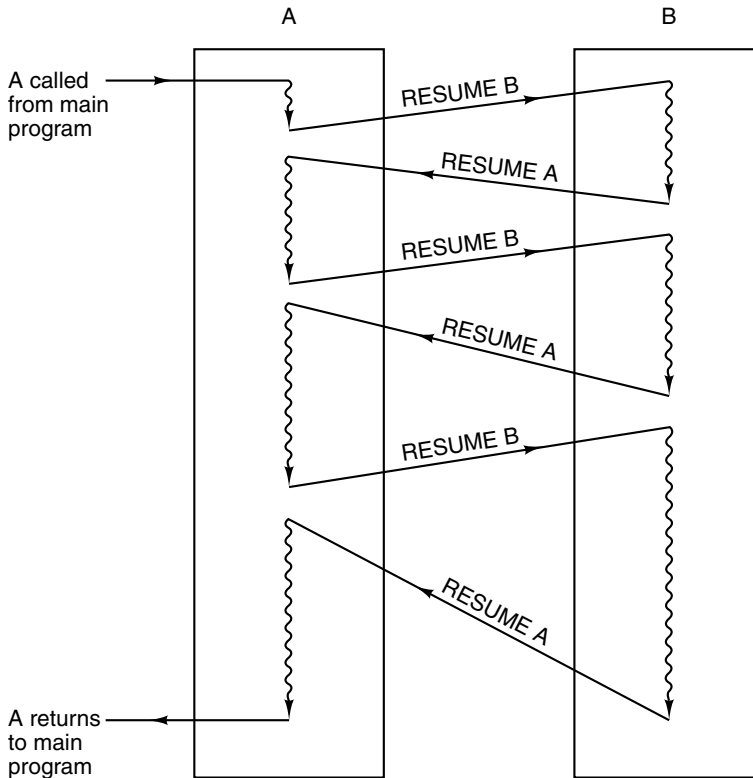 A
B
A called
from main
program
RESUME B
RESUME A
RESUME B
RESUME A
RESUME B
RESUME A
A returns
to main
program